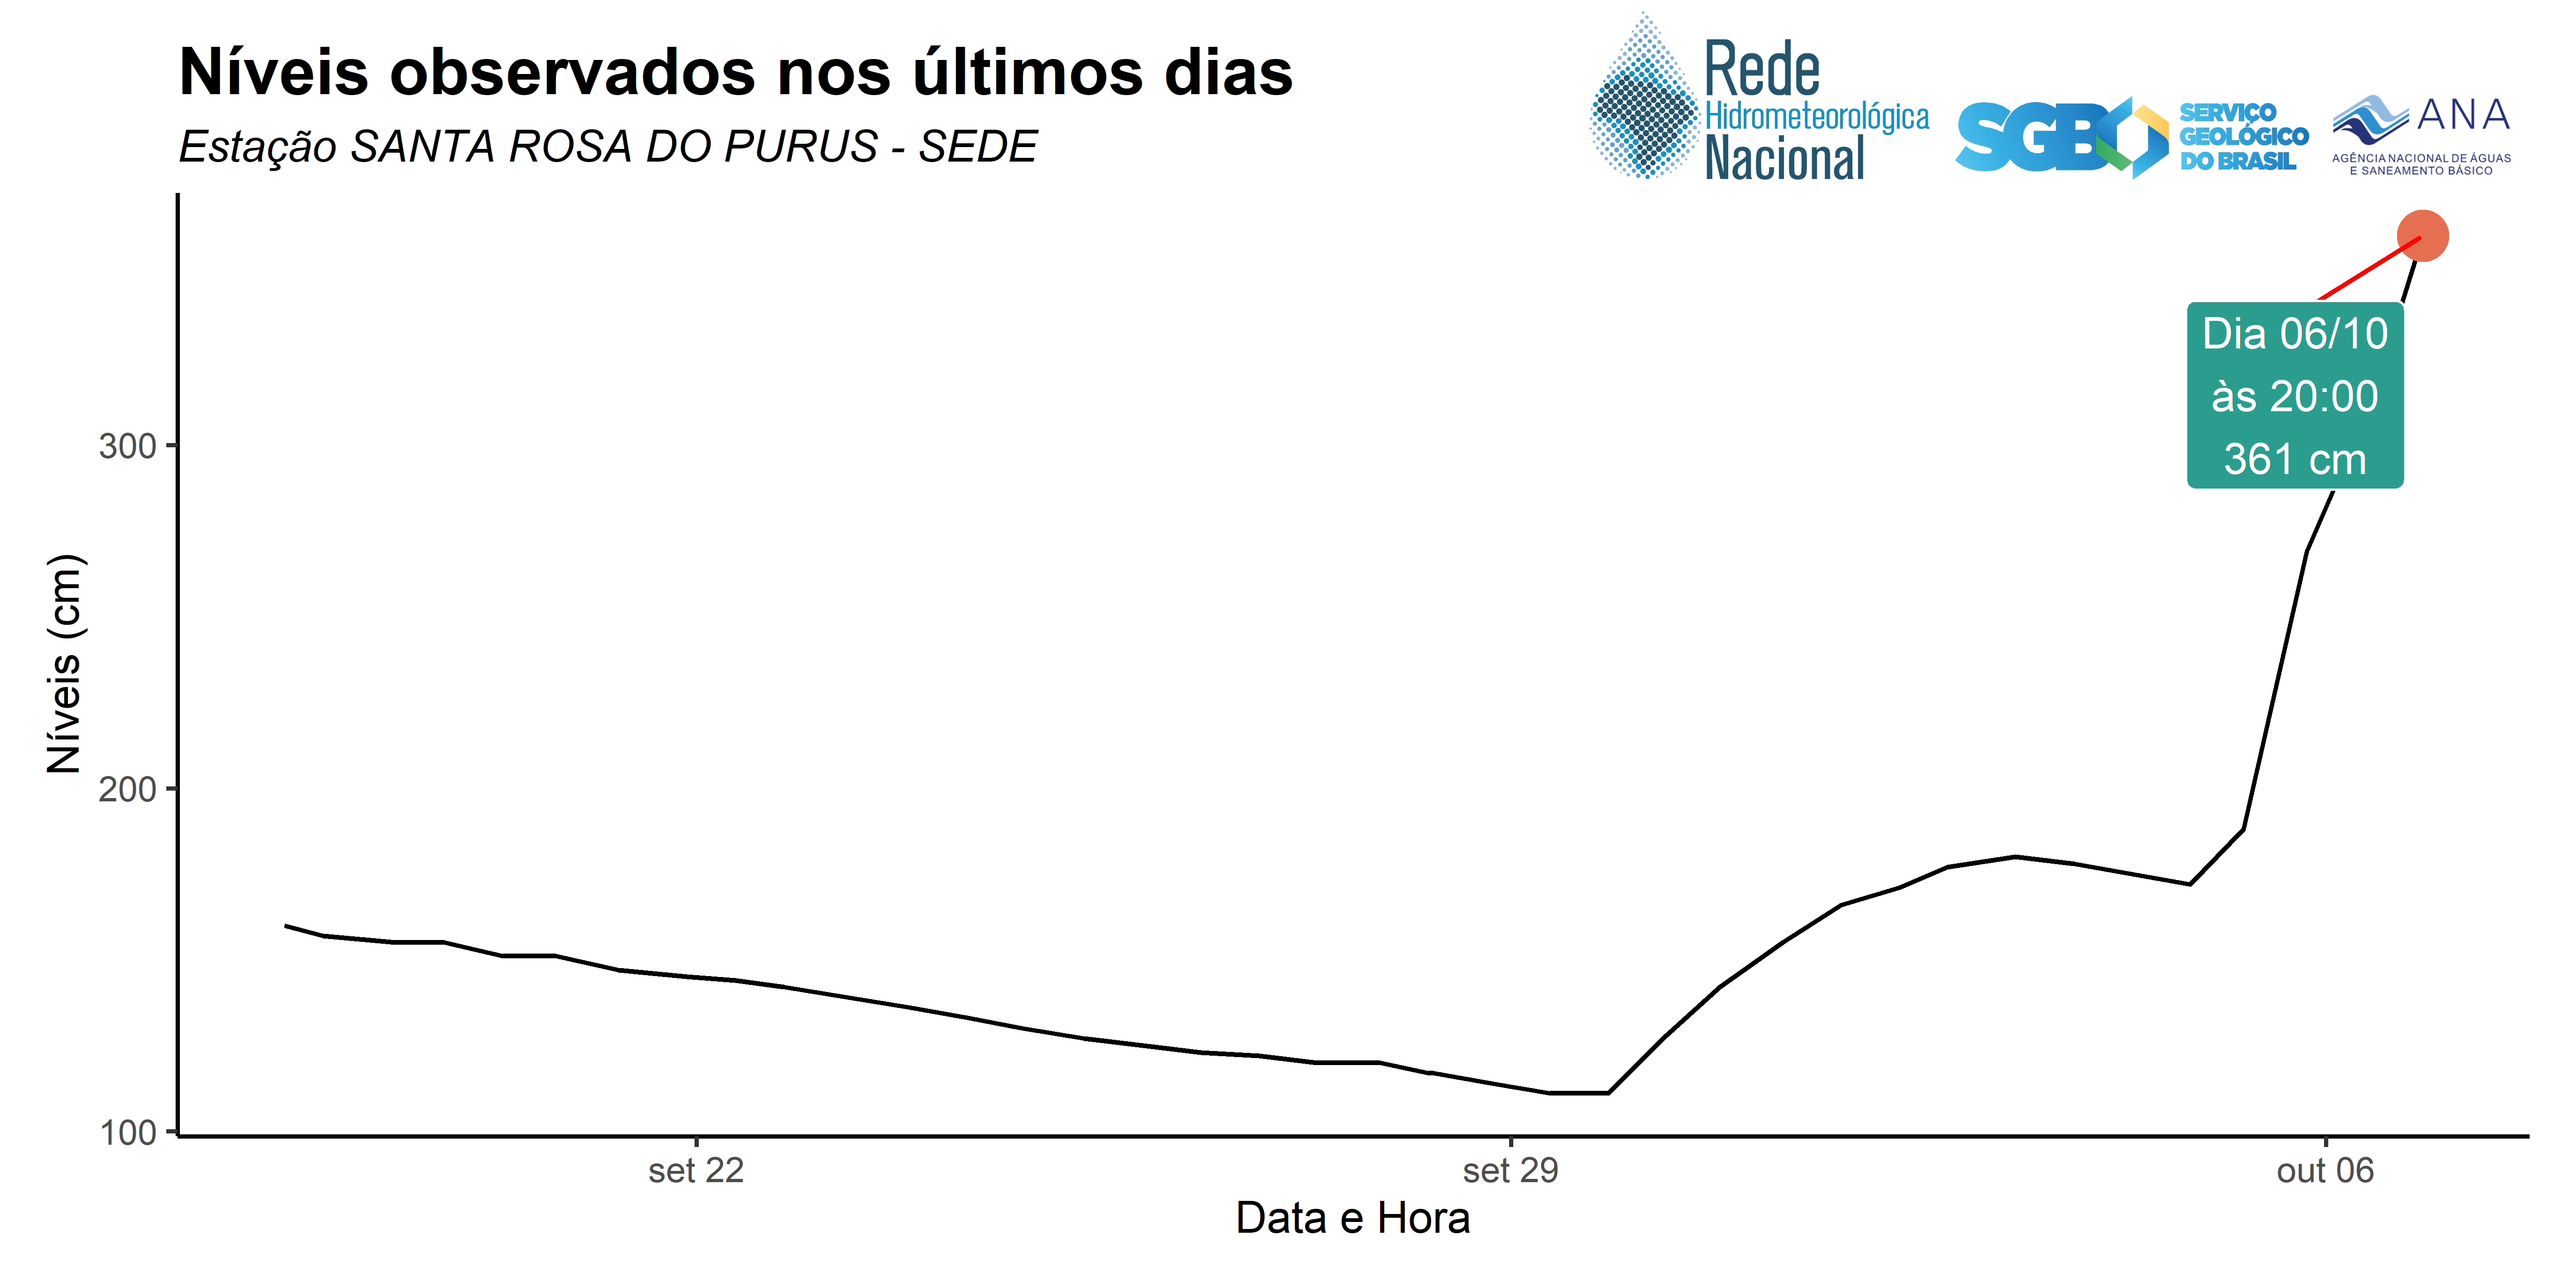 Níveis observados nos últimos dias
Estação SANTA ROSA DO PURUS - SEDE
Rede
Hidrometeorológica
Nacional
SGB
SERVIÇO
GEOLÓGICO
DO BRASIL
ANA
AGÊNCIA NACIONAL DE ÁGUAS
E SANEAMENTO BÁSICO
Dia 06/10
às 20:00
361 cm
Níveis (cm)
300
200
100
set 22
set 29
out 06
Data e Hora